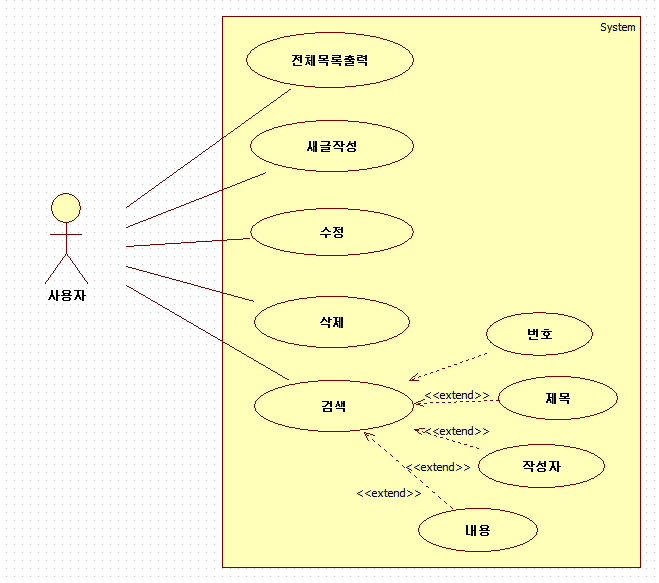 System
전체목록출력
새글작성
수정
사용자
삭제
번호
<<extend>>
제목
검색
<<extend>>
작성자
<<extend>>
<<extend>>
내용